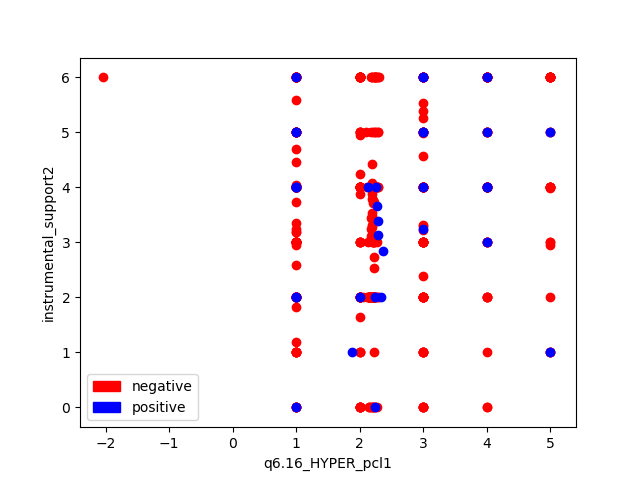 6
5
4
3
2
1
0
instrumental_support2
negative
positive
−2 −1 0 1 2 3 4 5
q6.16_HYPER_pcl1